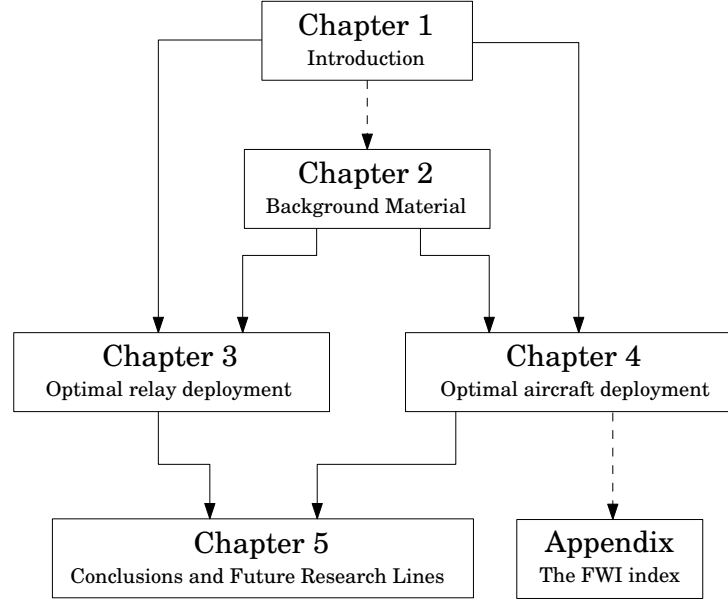 Chapter 1
Introduction
Chapter 2
Background Material
Chapter 3
Optimal relay deployment
Chapter 4
Optimal aircraft deployment
Chapter 5
Conclusions and Future Research Lines
Appendix
The FWI index